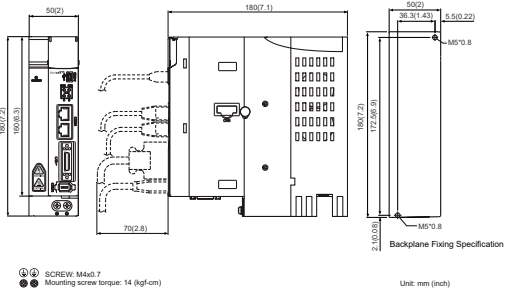 50(2)
180(7.1)
50(2)
36.3(1.43)
5.5(0.22)
M5*0.8
180(7.2)
160(6.3)
180(7.2)
172.5(6.9)
70(2.8)
2.1(0.08)
M5*0.8
Backplane Fixing Specification
SCREW: M4x0.7
Mounting screw torque: 14 (kgf-cm)
Unit: mm (inch)